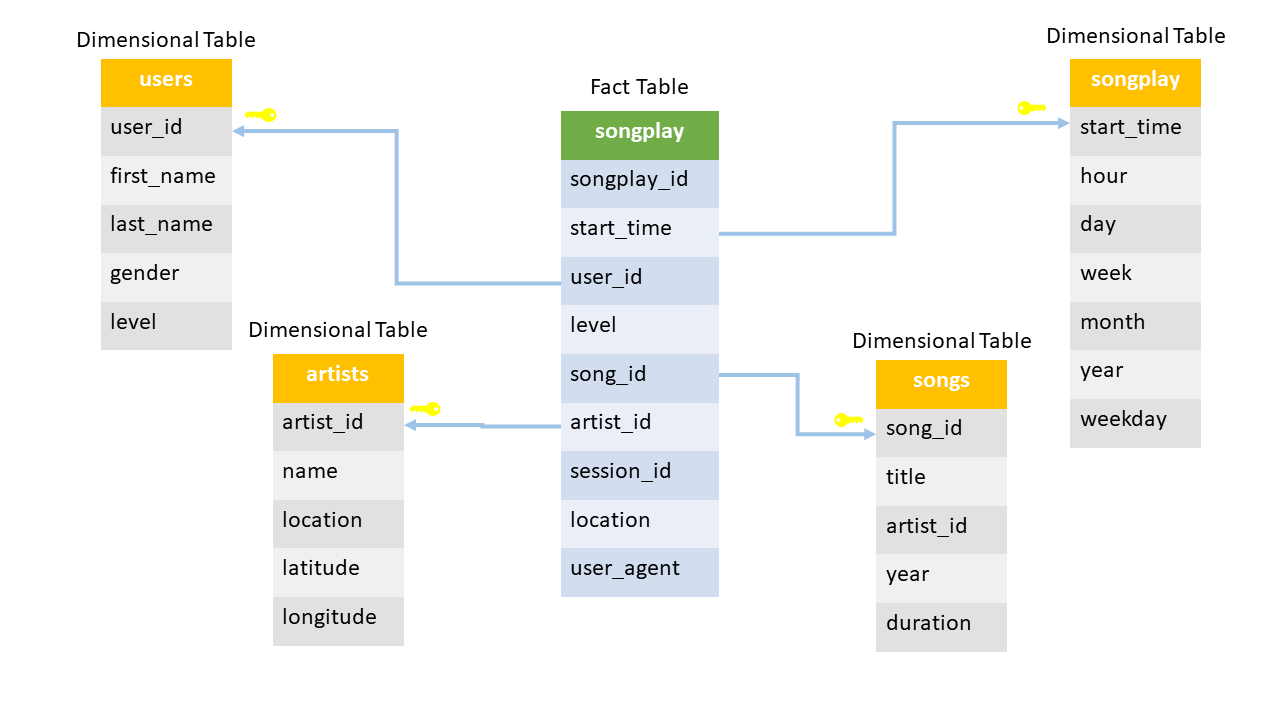 Dimensional Table
users
user_id
first_name
last_name
gender
level
Dimensional Table
artists
artist_id
name
location
latitude
longitude
Fact Table
songplay
songplay_id
start_time
user_id
level
song_id
artist_id
session_id
location
user_agent
Dimensional Table
songs
song_id
title
artist_id
year
duration
Dimensional Table
songplay
start_time
hour
day
week
month
year
weekday